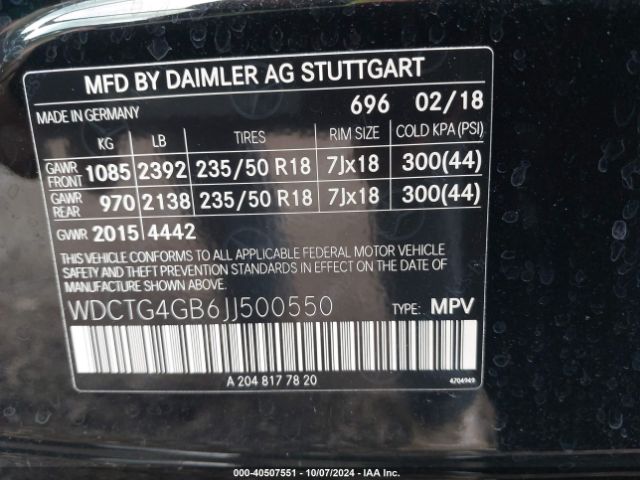 MFD BY DAIMLER AG STUTTGART
MADE IN GERMANY 696 02/18
KG LB TIRES RIM SIZE COLD KPA (PSI)
GAWR FRONT 1085 2392 235/50 R18 7Jx18 300(44)
GAWR REAR 970 2138 235/50 R18 7Jx18 300(44)
GVWR 2015 4442
THIS VEHICLE CONFORMS TO ALL APPLICABLE FEDERAL MOTOR VEHICLE
SAFETY AND THEFT PREVENTION STANDARDS IN EFFECT ON THE
DATE OF MANUFACTURE SHOWN ABOVE.
WDCTG4GB6JJ500550 TYPE: MPV
A 204 817 78 20 4704949
000-40507551 - 10/07/2024 - IAA Inc.